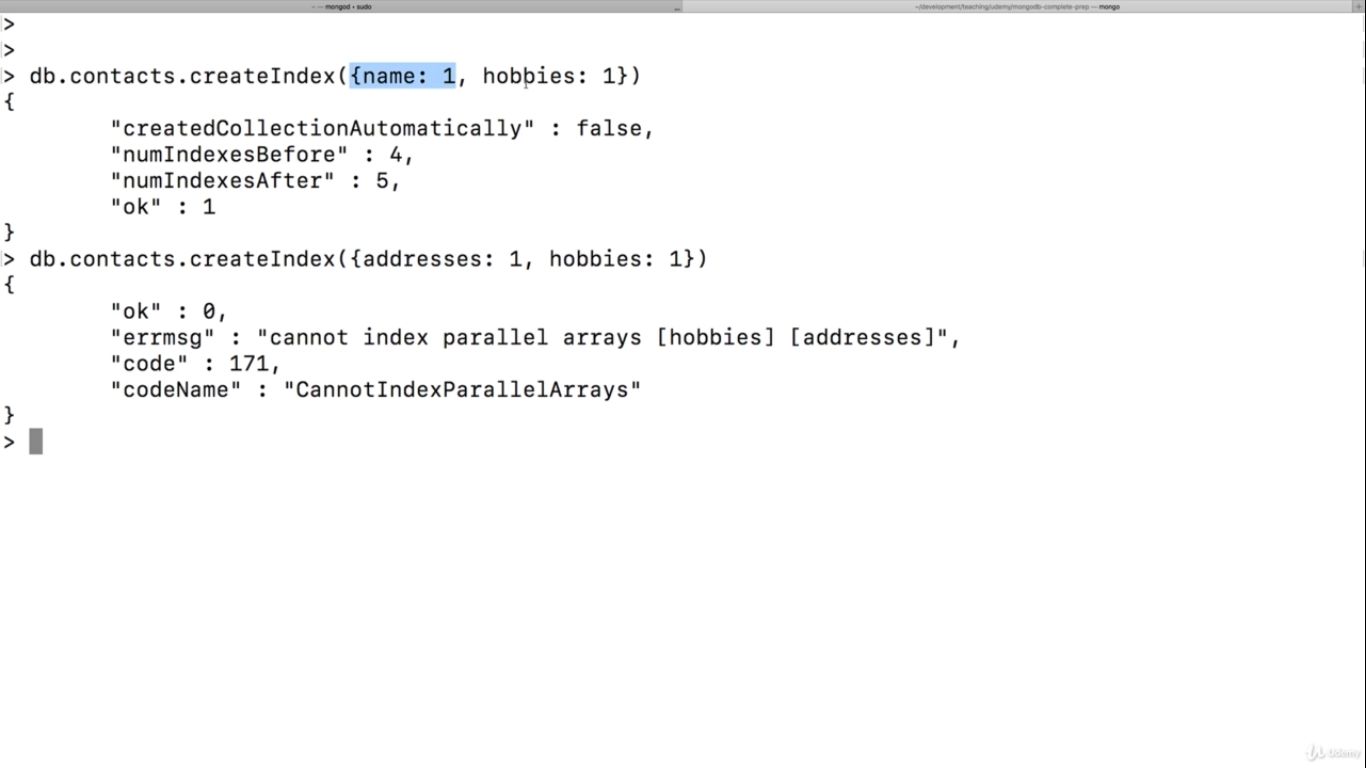 - — mongod • sudo
~/development/teaching/udemy/mongodb-complete-prep — mongo
>
>
> db.contacts.createIndex({name: 1, hobbies: 1})
{
"createdCollectionAutomatically" : false,
"numIndexesBefore" : 4,
"numIndexesAfter" : 5,
"ok" : 1
}
> db.contacts.createIndex({addresses: 1, hobbies: 1})
{
"ok" : 0,
"errmsg" : "cannot index parallel arrays [hobbies] [addresses]",
"code" : 171,
"codeName" : "CannotIndexParallelArrays"
}
>
Udemy